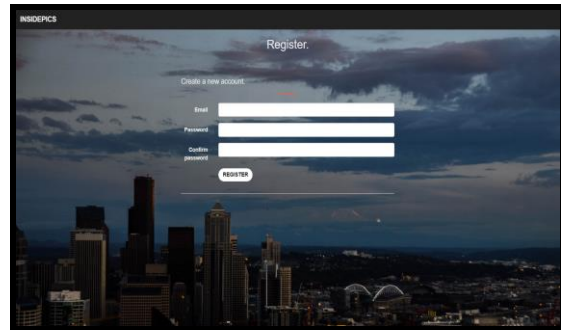 INSIDEPICS
Register.
Create a new account.
Email
Password
Confirm
password
REGISTER